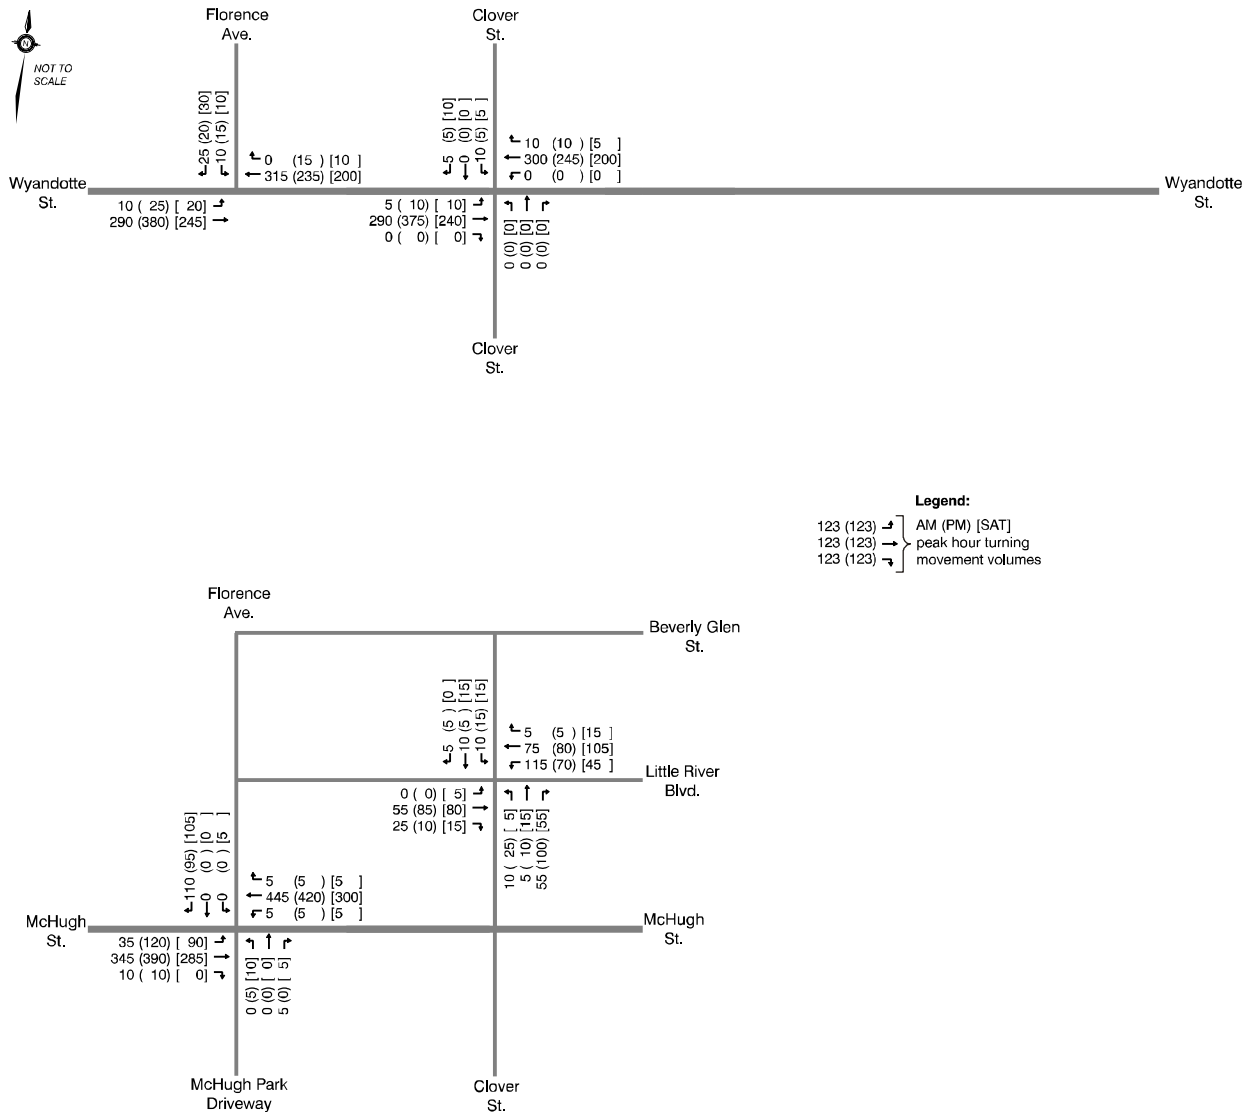 Florence
Ave.
Clover
St.
N
NOT TO
SCALE
25 (20) [30]
10 (15) [10]
0 (15 ) [10 ]
315 (235) [200]
5 (5) [10]
0 (0) [0 ]
10 (5) [5 ]
10 (10 ) [5 ]
300 (245) [200]
0 (0 ) [0 ]
Wyandotte
St.
Wyandotte
St.
10 ( 25) [ 20]
290 (380) [245]
5 ( 10) [ 10]
290 (375) [240]
0 ( 0) [ 0]
0 (0) [0]
0 (0) [0]
0 (0) [0]
Clover
St.
Legend:
123 (123) AM (PM) [SAT]
123 (123) peak hour turning
123 (123) movement volumes
Florence
Ave.
Beverly Glen
St.
5 (5 ) [0 ]
10 (5 ) [15]
10 (15) [15]
5 (5 ) [15 ]
75 (80) [105]
115 (70) [45 ]
Little River
Blvd.
0 ( 0) [ 5]
55 (85) [80]
25 (10) [15]
10 ( 25) [ 5]
5 ( 10) [15]
55 (100) [55]
110 (95) [105]
0 (0 ) [0 ]
0 (0 ) [5 ]
5 (5 ) [5 ]
445 (420) [300]
5 (5 ) [5 ]
McHugh
St.
McHugh
St.
35 (120) [ 90]
345 (390) [285]
10 ( 10) [ 0]
0 (5) [10]
0 (0) [ 0]
5 (0) [ 5]
McHugh Park
Driveway
Clover
St.